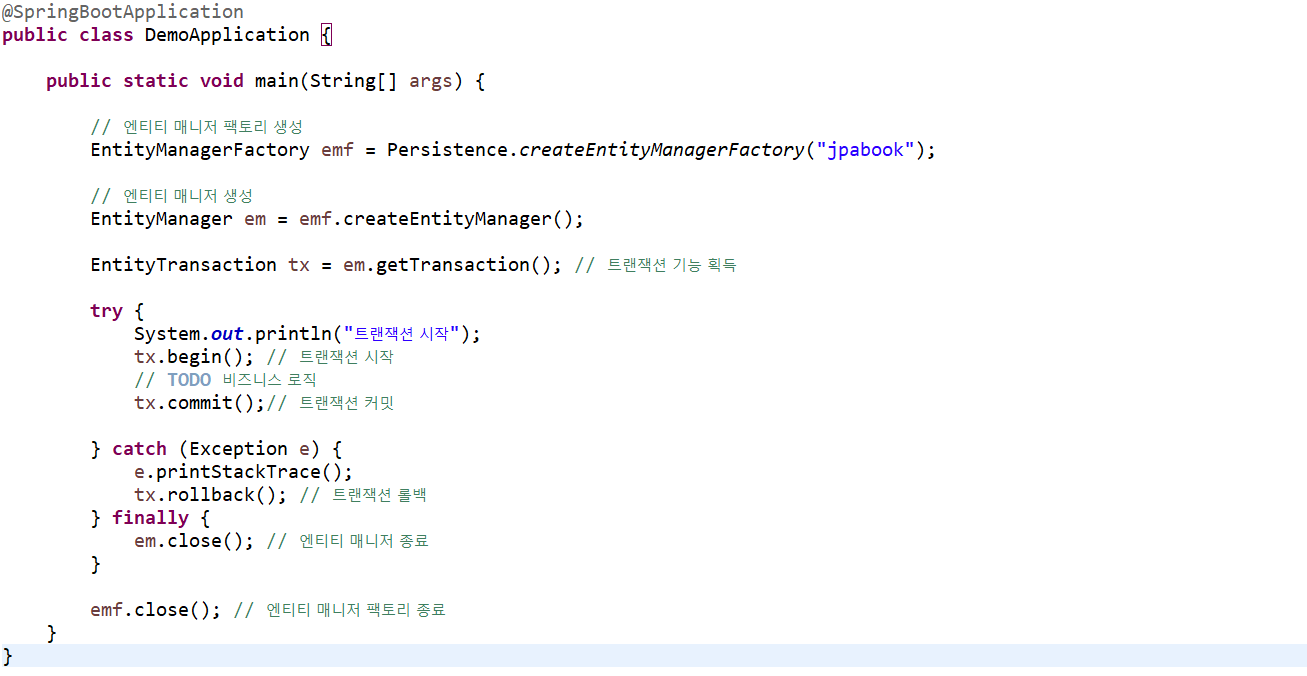 @SpringBootApplication
public class DemoApplication {
public static void main(String[] args) {
// 엔티티 매니저 팩토리 생성
EntityManagerFactory emf = Persistence.createEntityManagerFactory("jpabook");
// 엔티티 매니저 생성
EntityManager em = emf.createEntityManager();
EntityTransaction tx = em.getTransaction(); // 트랜잭션 기능 획득
try {
System.out.println("트랜잭션 시작");
tx.begin(); // 트랜잭션 시작
// TODO 비즈니스 로직
tx.commit();// 트랜잭션 커밋
} catch (Exception e) {
e.printStackTrace();
tx.rollback(); // 트랜잭션 롤백
} finally {
em.close(); // 엔티티 매니저 종료
}
emf.close(); // 엔티티 매니저 팩토리 종료
}
}